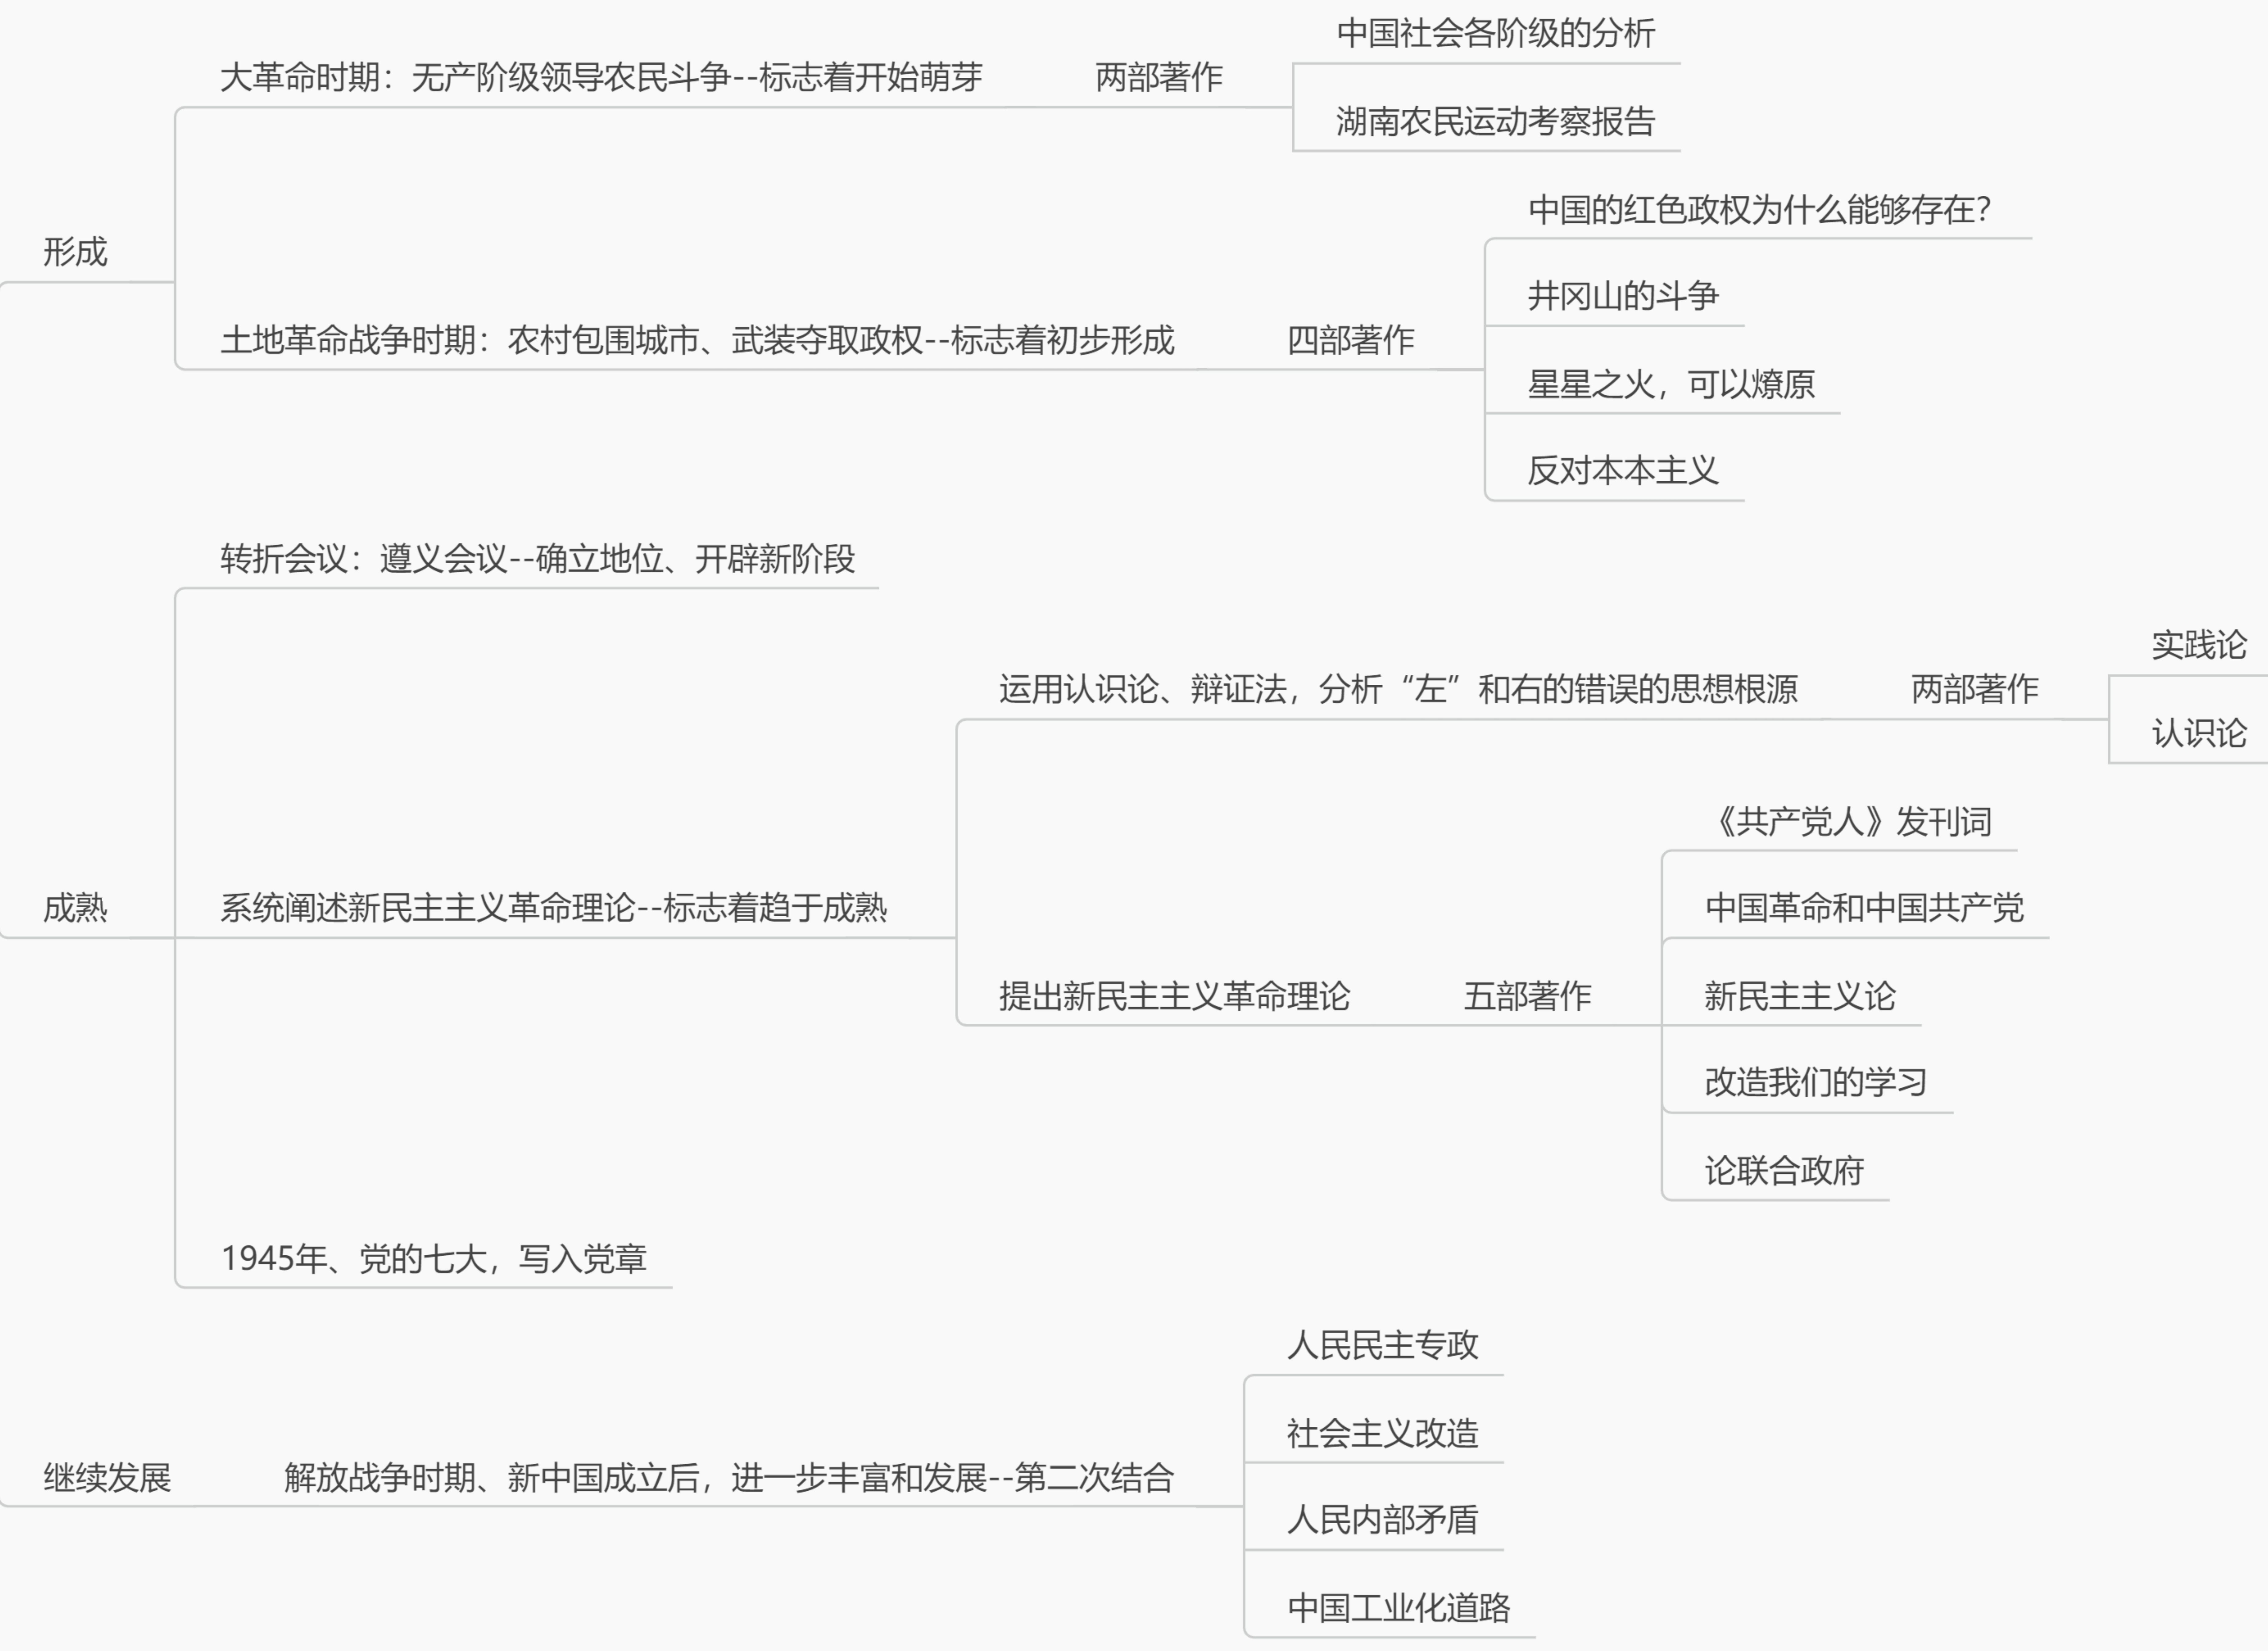 形成
大革命时期：无产阶级领导农民斗争--标志着开始萌芽
两部著作
中国社会各阶级的分析
湖南农民运动考察报告
土地革命战争时期：农村包围城市、武装夺取政权--标志着初步形成
四部著作
中国的红色政权为什么能够存在？
井冈山的斗争
星星之火，可以燎原
反对本本主义
成熟
转折会议：遵义会议--确立地位、开辟新阶段
系统阐述新民主主义革命理论--标志着趋于成熟
运用认识论、辩证法，分析“左”和右的错误的思想根源
两部著作
实践论
认识论
提出新民主主义革命理论
五部著作
《共产党人》发刊词
中国革命和中国共产党
新民主主义论
改造我们的学习
论联合政府
1945年、党的七大，写入党章
继续发展
解放战争时期、新中国成立后，进一步丰富和发展--第二次结合
人民民主专政
社会主义改造
人民内部矛盾
中国工业化道路